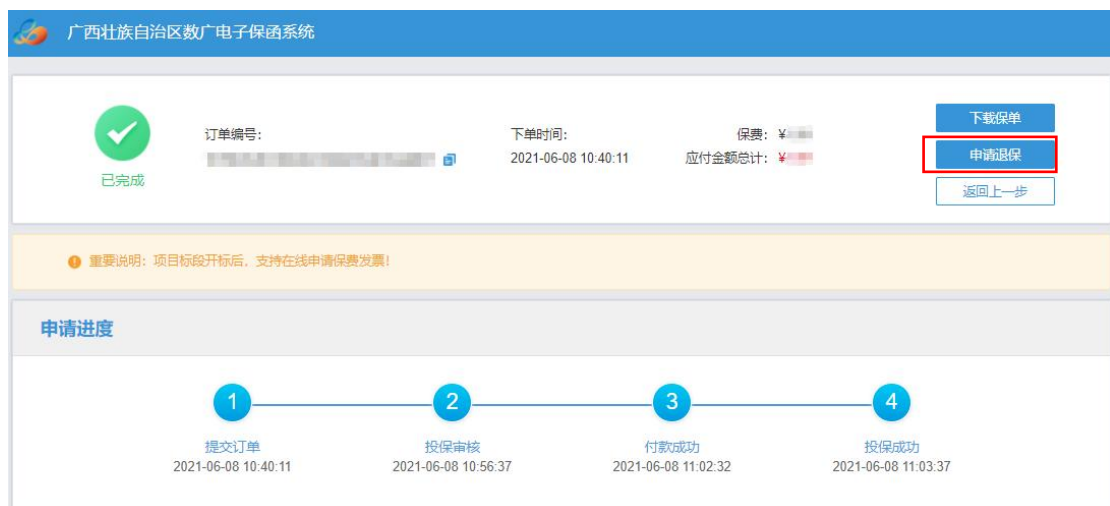 广西壮族自治区数广电子保函系统
下载保单
订单编号：
下单时间：
保费：¥
2021-06-08 10:40:11
应付金额总计：¥
申请退保
已完成
返回上一步
重要说明：项目标段开标后，支持在线申请保费发票！
申请进度
1 2 3 4
提交订单 投保审核 付款成功 投保成功
2021-06-08 10:40:11 2021-06-08 10:56:37 2021-06-08 11:02:32 2021-06-08 11:03:37